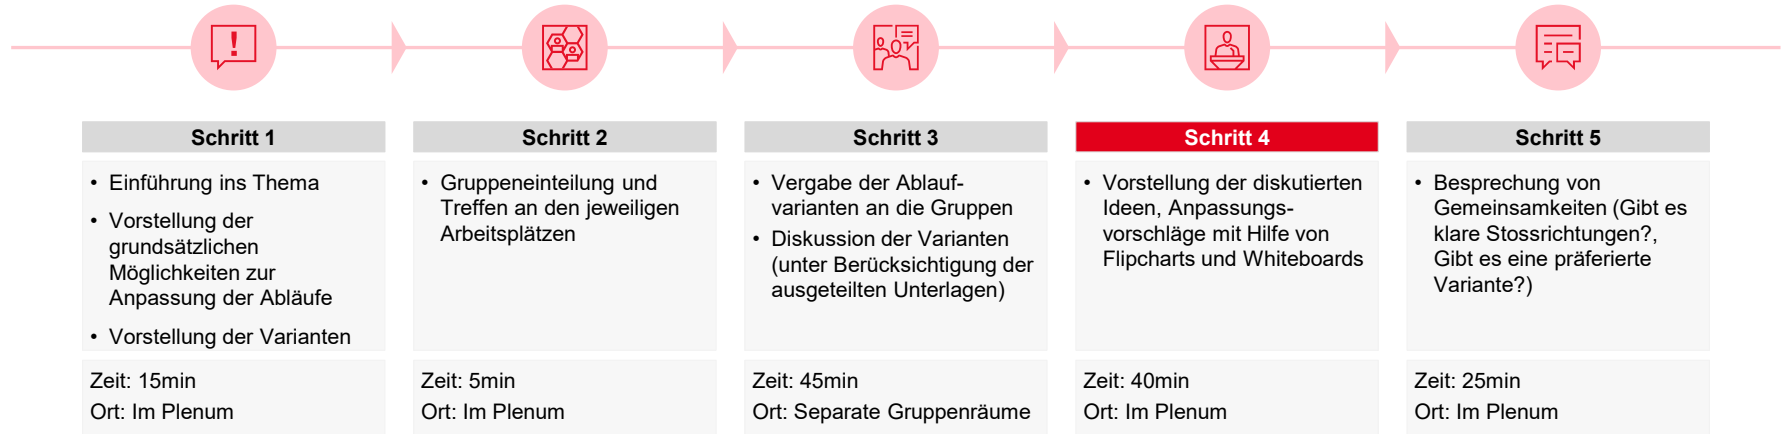 Schritt 1
• Einführung ins Thema
• Vorstellung der
grundsätzlichen
Möglichkeiten zur
Anpassung der Abläufe
• Vorstellung der Varianten
Zeit: 15min
Ort: Im Plenum
Schritt 2
• Gruppeneinteilung und
Treffen an den jeweiligen
Arbeitsplätzen
Zeit: 5min
Ort: Im Plenum
Schritt 3
• Vergabe der Ablauf-
varianten an die Gruppen
• Diskussion der Varianten
(unter Berücksichtigung der
ausgeteilten Unterlagen)
Zeit: 45min
Ort: Separate Gruppenräume
Schritt 4
• Vorstellung der diskutierten
Ideen, Anpassungs-
vorschläge mit Hilfe von
Flipcharts und Whiteboards
Zeit: 40min
Ort: Im Plenum
Schritt 5
• Besprechung von
Gemeinsamkeiten (Gibt es
klare Stossrichtungen?,
Gibt es eine präferierte
Variante?)
Zeit: 25min
Ort: Im Plenum